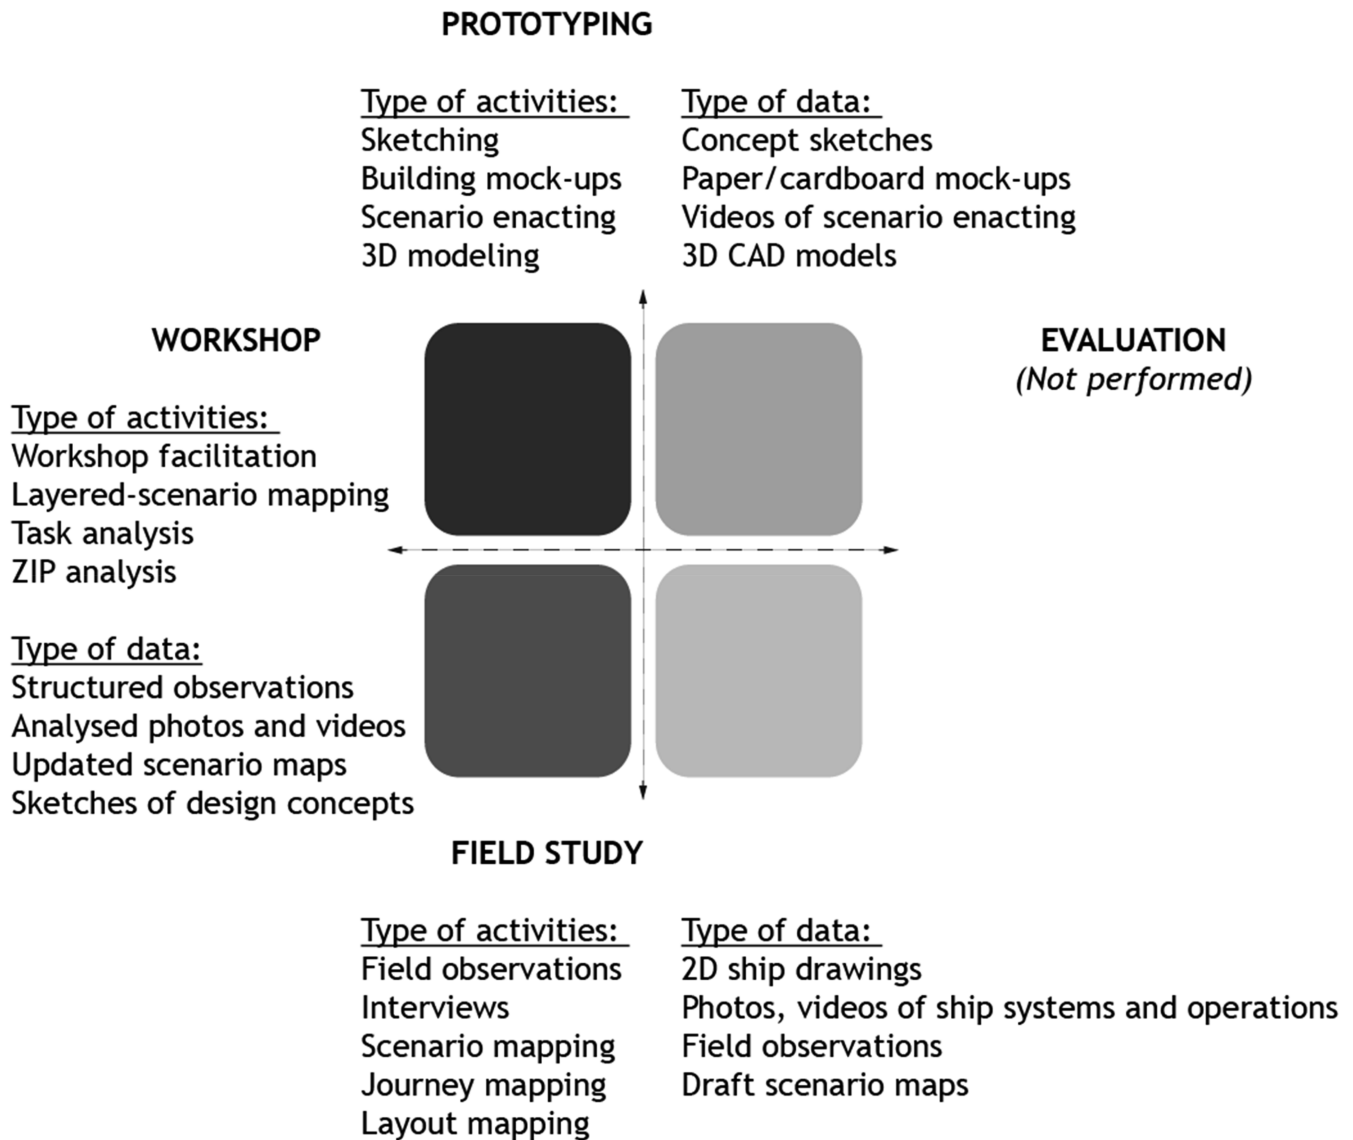 PROTOTYPING
Type of activities:
Sketching
Building mock-ups
Scenario enacting
3D modeling
Type of data:
Concept sketches
Paper/cardboard mock-ups
Videos of scenario enacting
3D CAD models
WORKSHOP
Type of activities:
Workshop facilitation
Layered-scenario mapping
Task analysis
ZIP analysis
Type of data:
Structured observations
Analysed photos and videos
Updated scenario maps
Sketches of design concepts
EVALUATION
(Not performed)
FIELD STUDY
Type of activities:
Field observations
Interviews
Scenario mapping
Journey mapping
Layout mapping
Type of data:
2D ship drawings
Photos, videos of ship systems and operations
Field observations
Draft scenario maps